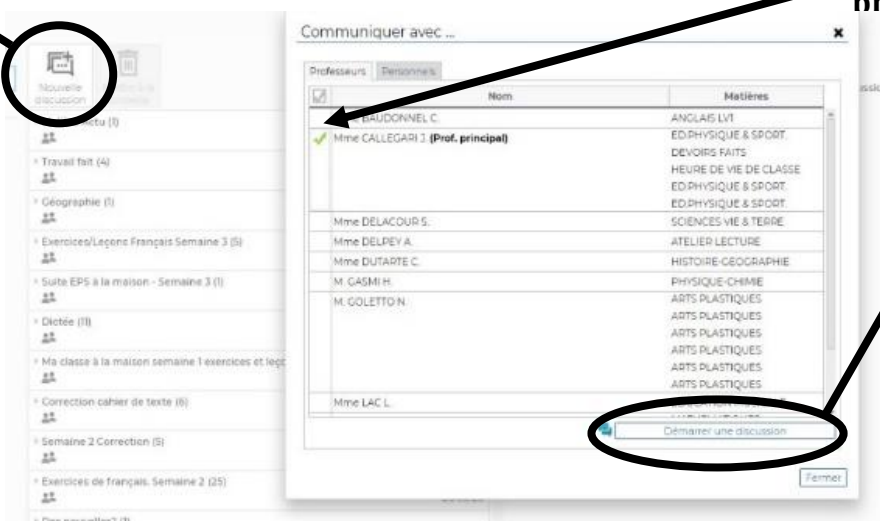 Communiquer avec ...
Professeurs Personnels
Nom Matières
BAUDONNEL C. ANGLAIS LV1
Mme CALLEGARI J. (Prof. principal) ED.PHYSIQUE & SPORT.
DEVOIRS FAITS
HEURE DE VIE DE CLASSE
ED.PHYSIQUE & SPORT.
ED.PHYSIQUE & SPORT.
Mme DELACOUR S. SCIENCES VIE & TERRE
Mme DELPEY A. ATELIER LECTURE
Mme DUTARTE C. HISTOIRE-GEOGRAPHIE
M. GASMI H. PHYSIQUE-CHIMIE
M. GOLETTO N. ARTS PLASTIQUES
ARTS PLASTIQUES
ARTS PLASTIQUES
ARTS PLASTIQUES
ARTS PLASTIQUES
ARTS PLASTIQUES
Mme LAC L.
Démarrer une discussion
Fermer
Nouvelle
discussion
Actu (1)
Travail fait (4)
Géographie (1)
Exercices/Leçons Français Semaine 3 (5)
Suite EPS à la maison - Semaine 3 (1)
Dictée (11)
Ma classe à la maison semaine 1 exercices et leç
Correction cahier de texte (6)
Semaine 2 Correction (5)
Exercices de français. Semaine 2 (25)